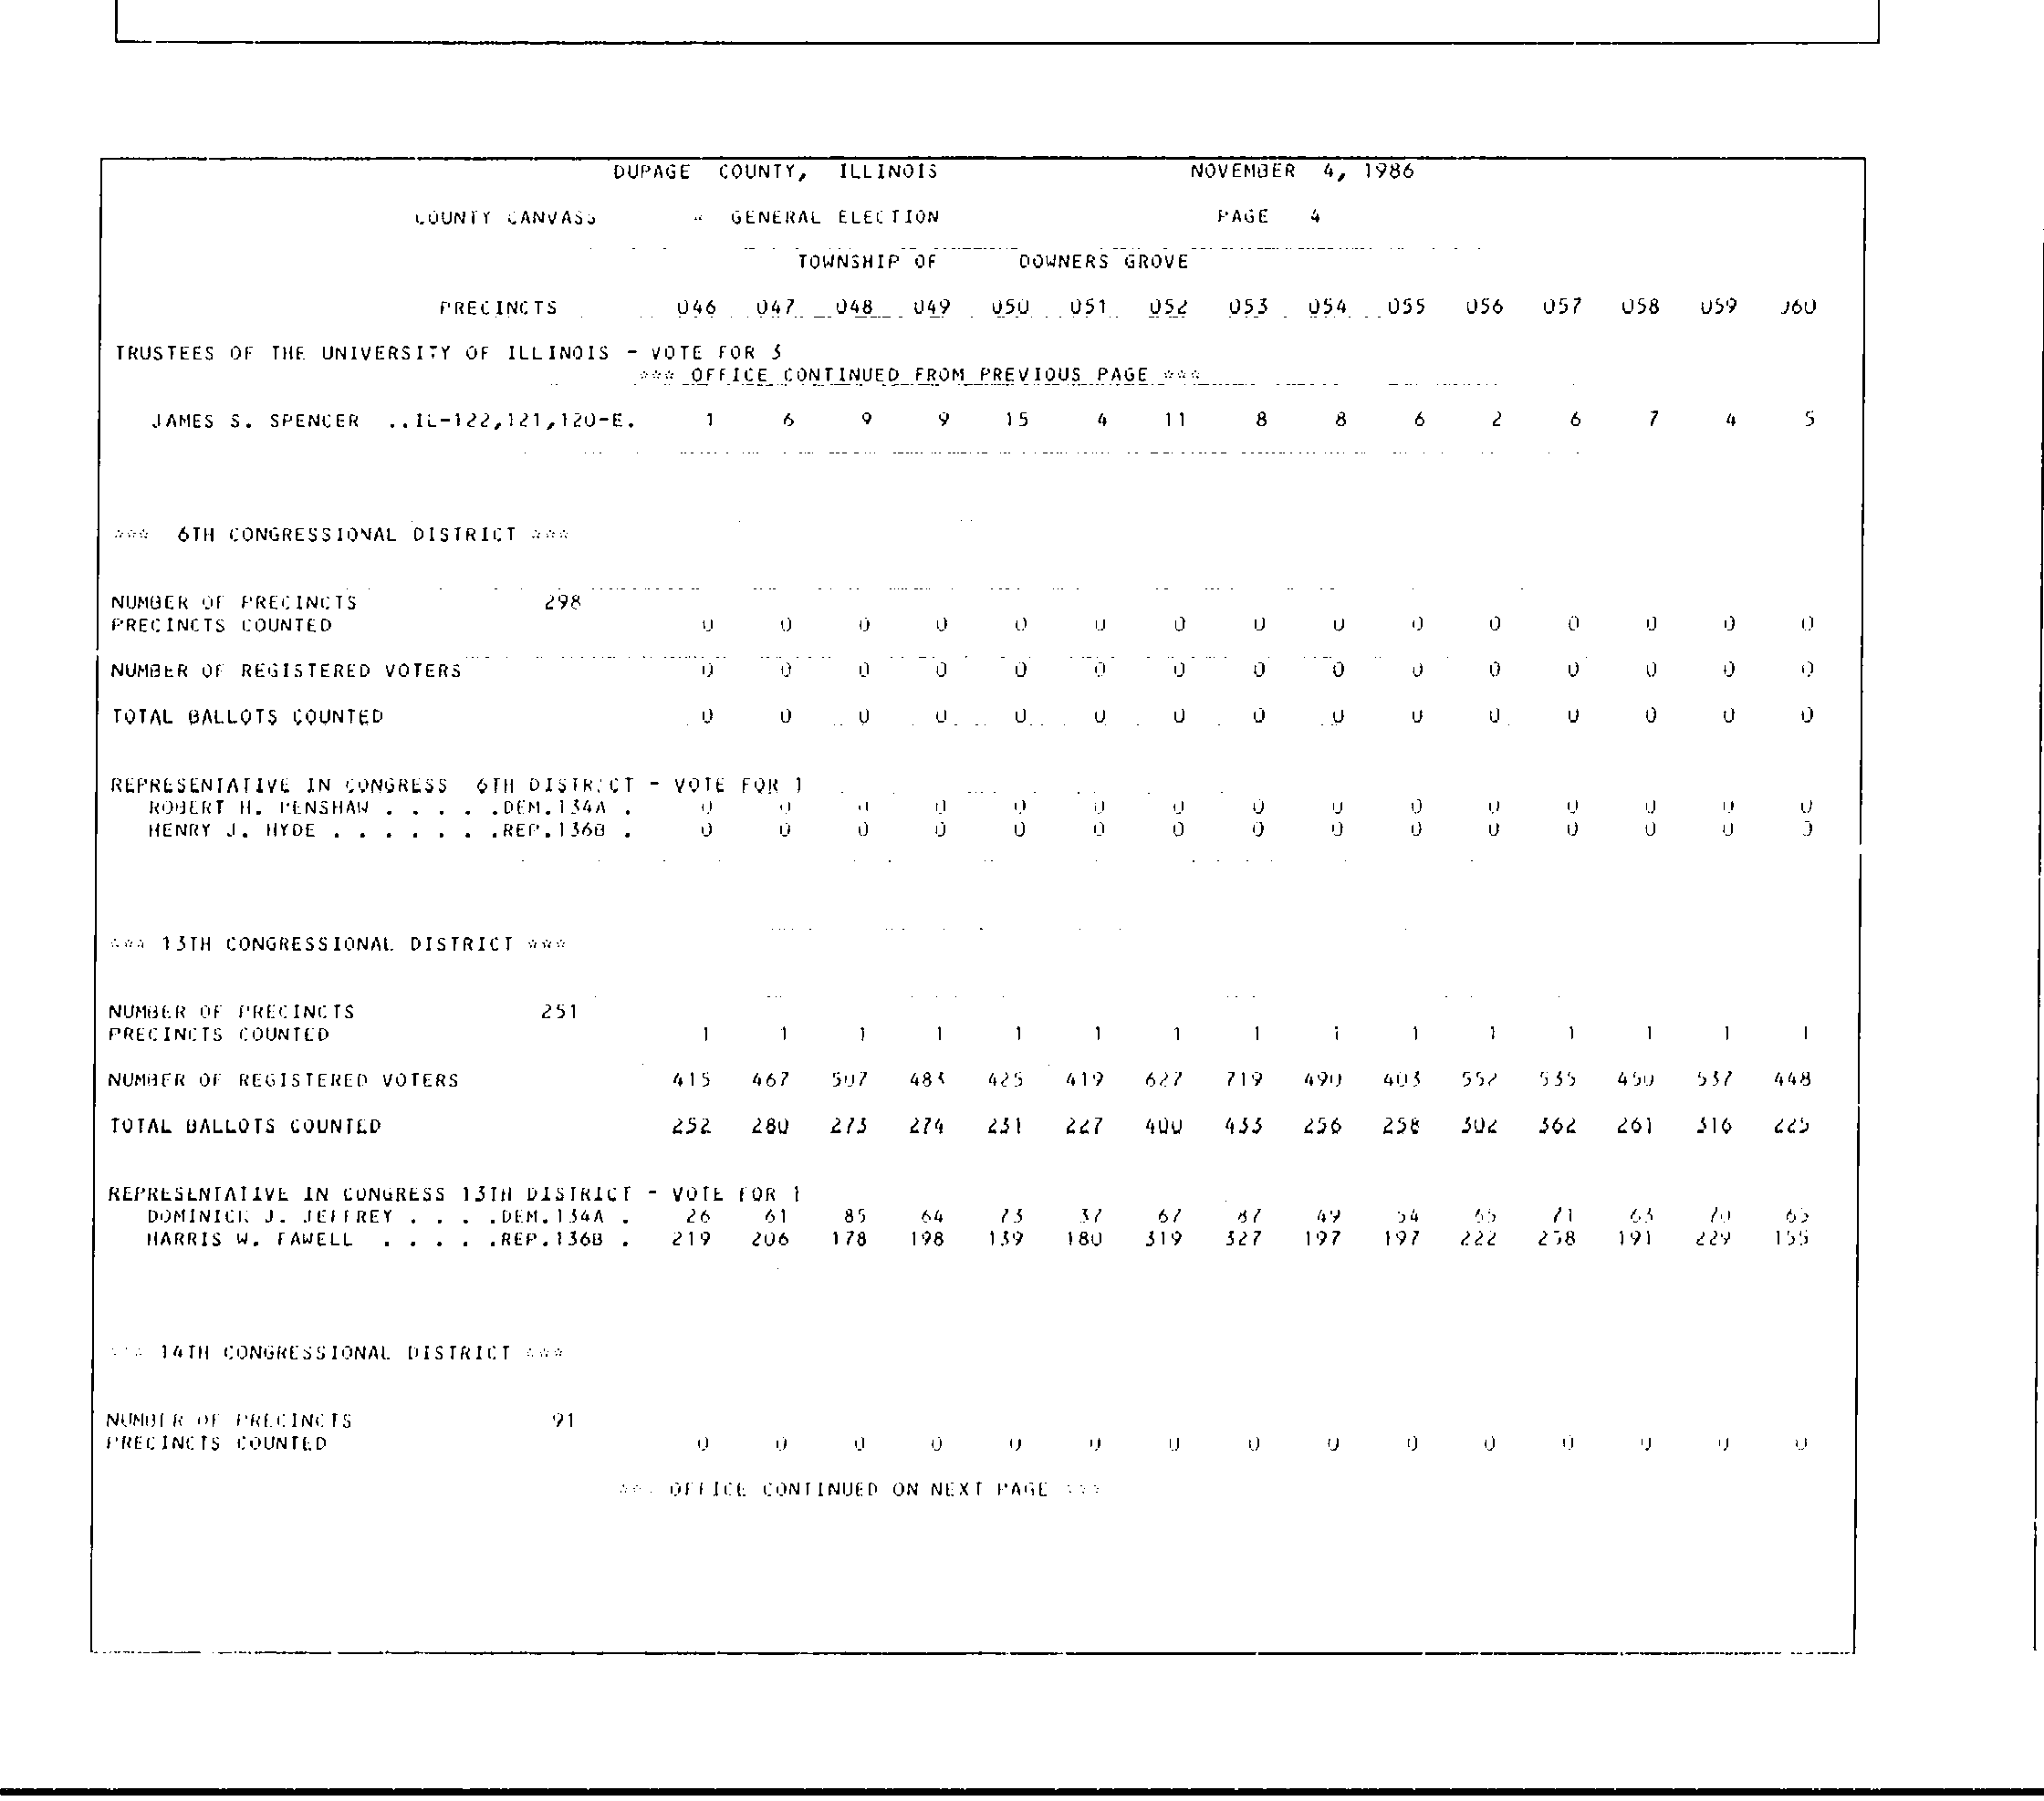 DUPAGE COUNTY, ILLINOIS NOVEMBER 4, 1986
COUNTY CANVASS GENERAL ELECTION PAGE 4
TOWNSHIP OF DOWNERS GROVE
PRECINCTS 046 047 048 049 050 051 052 053 054 055 056 057 058 059 060
TRUSTEES OF THE UNIVERSITY OF ILLINOIS - VOTE FOR 3
*** OFFICE CONTINUED FROM PREVIOUS PAGE ***
JAMES S. SPENCER ..IL-122,121,120-E. 1 6 9 9 15 4 11 8 8 6 2 6 7 4 5
*** 6TH CONGRESSIONAL DISTRICT ***
NUMBER OF PRECINCTS 298
PRECINCTS COUNTED 0 0 0 0 0 0 0 0 0 0 0 0 0 0 0
NUMBER OF REGISTERED VOTERS 0 0 0 0 0 0 0 0 0 0 0 0 0 0 0
TOTAL BALLOTS COUNTED 0 0 0 0 0 0 0 0 0 0 0 0 0 0 0
REPRESENTATIVE IN CONGRESS 6TH DISTRICT - VOTE FOR 1
ROBERT H. RENSHAW . . . . .DEM.134A . 0 0 0 0 0 0 0 0 0 0 0 0 0 0 0
HENRY J. HYDE . . . . . . .REP.136B . 0 0 0 0 0 0 0 0 0 0 0 0 0 0 0
*** 13TH CONGRESSIONAL DISTRICT ***
NUMBER OF PRECINCTS 251
PRECINCTS COUNTED 1 1 1 1 1 1 1 1 1 1 1 1 1 1 1
NUMBER OF REGISTERED VOTERS 415 467 507 483 425 419 627 719 490 403 552 535 450 537 448
TOTAL BALLOTS COUNTED 252 280 273 274 231 227 400 433 256 258 302 362 261 316 225
REPRESENTATIVE IN CONGRESS 13TH DISTRICT - VOTE FOR 1
DOMINICK J. JEFFREY . . . .DEM.134A . 26 61 85 64 73 37 67 87 49 54 65 71 63 70 65
HARRIS W. FAWELL . . . . .REP.136B . 219 206 178 198 139 180 319 327 197 197 222 258 191 229 155
*** 14TH CONGRESSIONAL DISTRICT ***
NUMBER OF PRECINCTS 91
PRECINCTS COUNTED 0 0 0 0 0 0 0 0 0 0 0 0 0 0 0
*** OFFICE CONTINUED ON NEXT PAGE ***